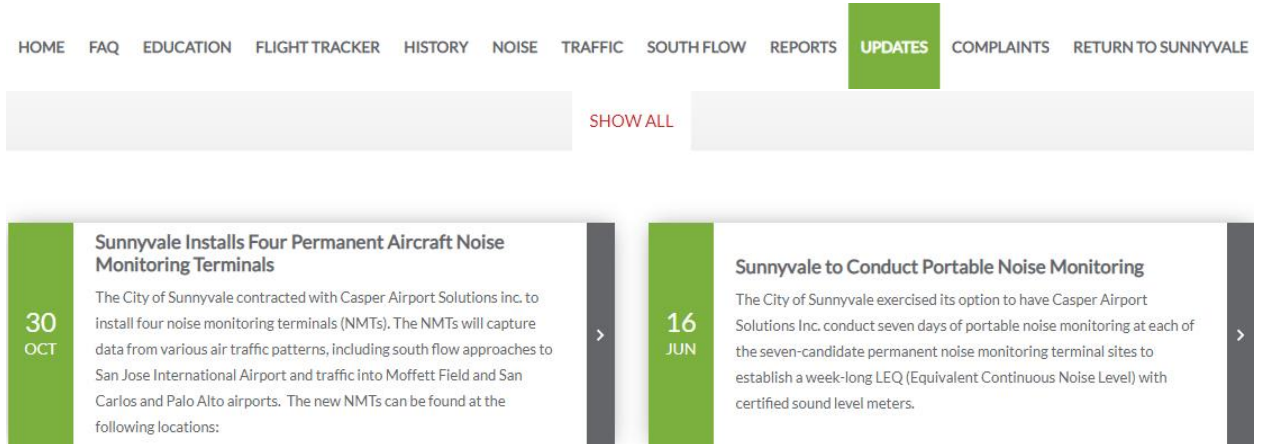 HOME FAQ EDUCATION FLIGHT TRACKER HISTORY NOISE TRAFFIC SOUTH FLOW REPORTS UPDATES COMPLAINTS RETURN TO SUNNYVALE
SHOW ALL
30
OCT
Sunnyvale Installs Four Permanent Aircraft Noise
Monitoring Terminals
The City of Sunnyvale contracted with Casper Airport Solutions inc. to
install four noise monitoring terminals (NMTs). The NMTs will capture
data from various air traffic patterns, including south flow approaches to
San Jose International Airport and traffic into Moffett Field and San
Carlos and Palo Alto airports. The new NMTs can be found at the
following locations:
16
JUN
Sunnyvale to Conduct Portable Noise Monitoring
The City of Sunnyvale exercised its option to have Casper Airport
Solutions Inc. conduct seven days of portable noise monitoring at each of
the seven-candidate permanent noise monitoring terminal sites to
establish a week-long LEQ (Equivalent Continuous Noise Level) with
certified sound level meters.